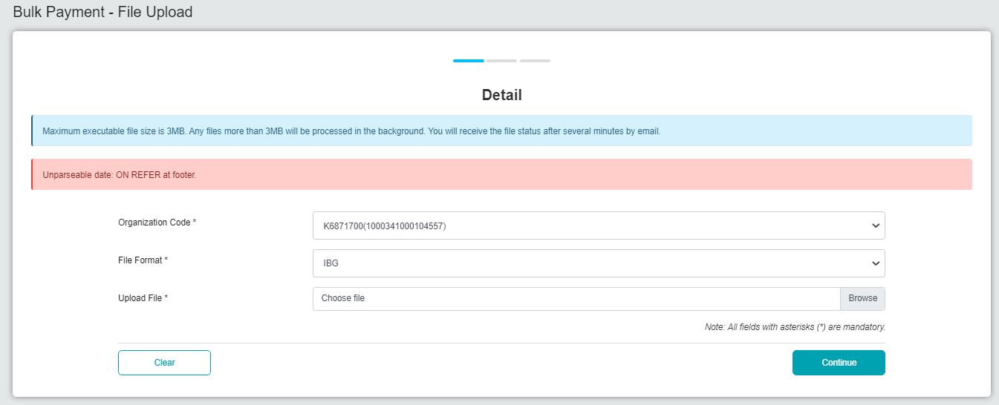 Bulk Payment - File Upload
Detail
Maximum executable file size is 3MB. Any files more than 3MB will be processed in the background. You will receive the file status after several minutes by email.
Unparseable date: ON REFER at footer.
Organization Code *
K6871700(1000341000104557)
File Format *
IBG
Upload File *
Choose file
Browse
Note: All fields with asterisks (*) are mandatory.
Clear
Continue